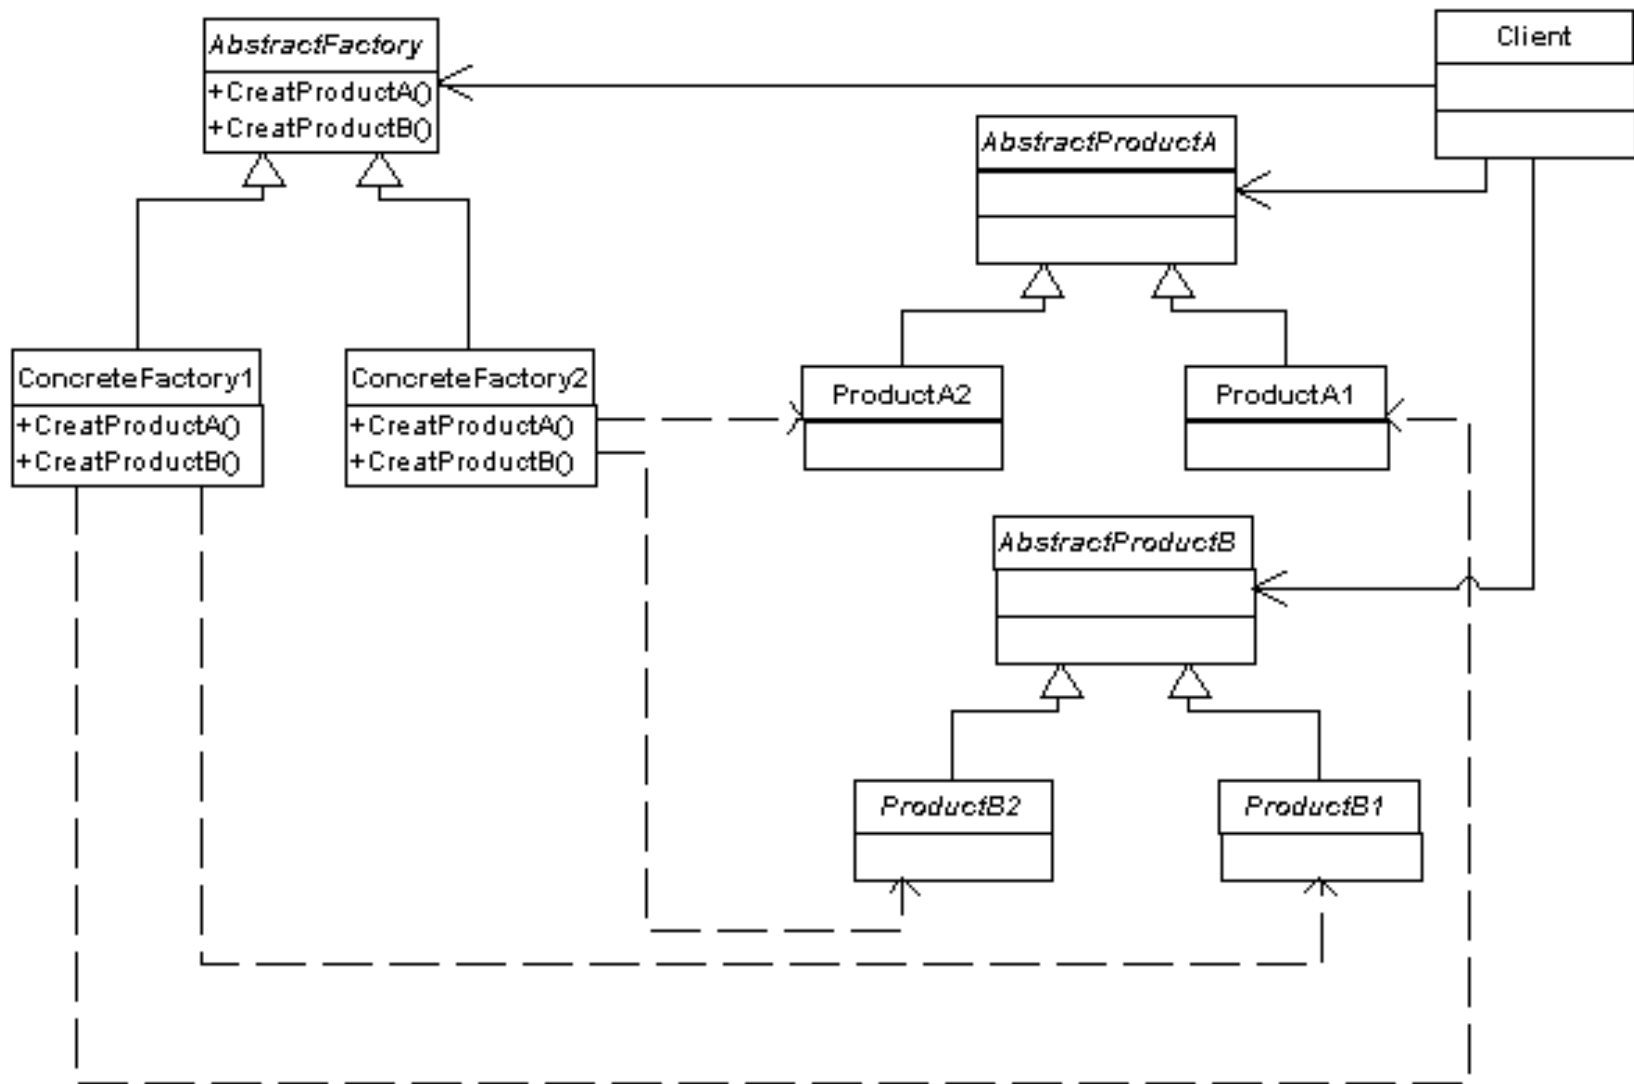 AbstractFactory
+CreatProductA()
+CreatProductB()
Client
AbstractProductA
ConcreteFactory1
+CreatProductA()
+CreatProductB()
ConcreteFactory2
+CreatProductA()
+CreatProductB()
ProductA2
ProductA1
AbstractProductB
ProductB2
ProductB1